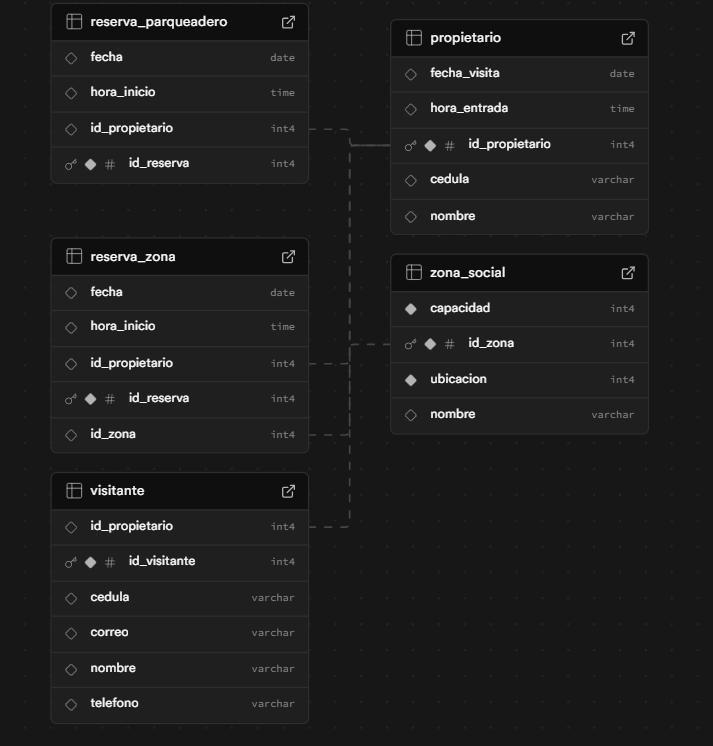 reserva_parqueadero
fecha date
hora_inicio time
id_propietario int4
# id_reserva int4
propietario
fecha_visita date
hora_entrada time
# id_propietario int4
cedula varchar
nombre varchar
reserva_zona
fecha date
hora_inicio time
id_propietario int4
# id_reserva int4
id_zona int4
zona_social
capacidad int4
# id_zona int4
ubicacion int4
nombre varchar
visitante
id_propietario int4
# id_visitante int4
cedula varchar
correo varchar
nombre varchar
telefono varchar